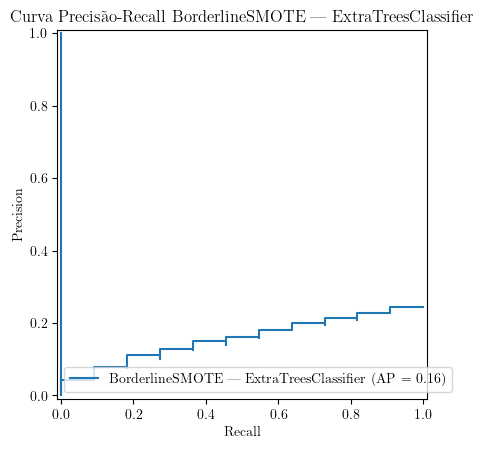 Curva Precisão-Recall BorderlineSMOTE — ExtraTreesClassifier
1.0
0.8
0.6
0.4
0.2
0.0
Precision
BorderlineSMOTE — ExtraTreesClassifier (AP = 0.16)
0.0 0.2 0.4 0.6 0.8 1.0
Recall